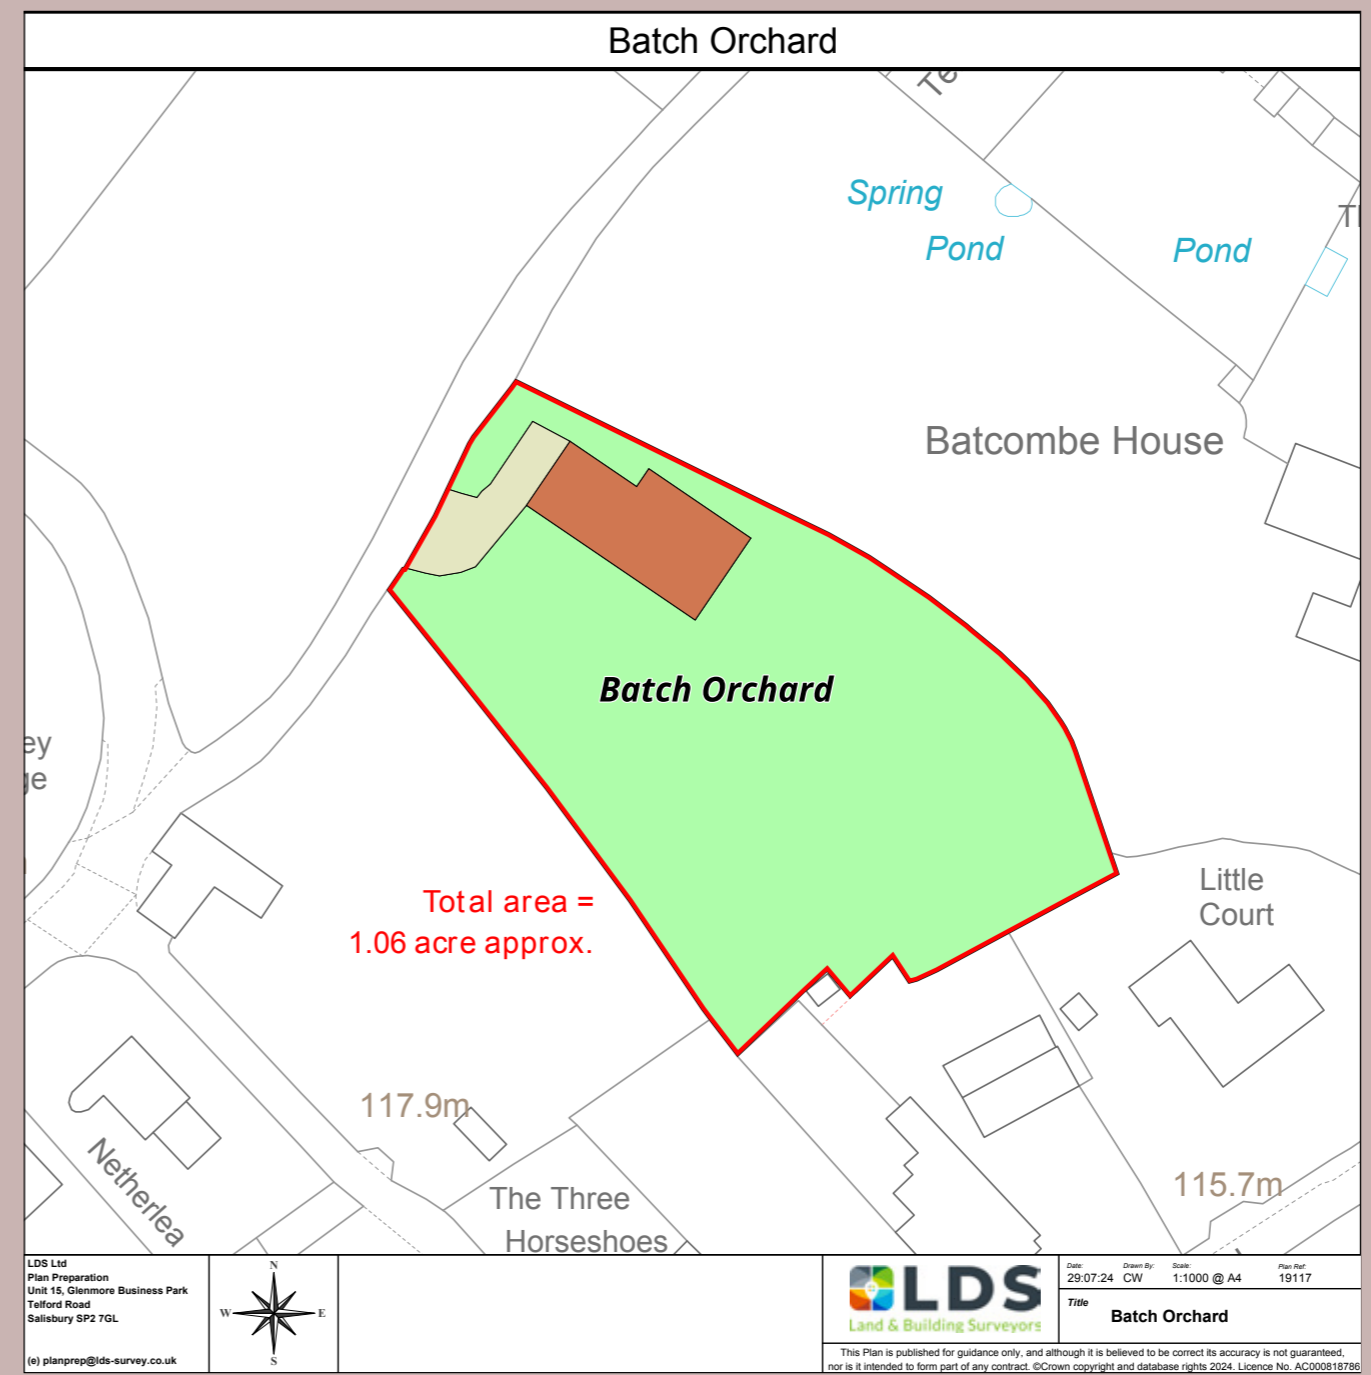 Batch Orchard
Te
Spring
Pond
Pond
Batcombe House
Batch Orchard
ey
Total area =
1.06 acre approx.
Little
Court
117.9m
Netherlea
The Three
Horseshoes
115.7m
LDS Ltd
Plan Preparation
Unit 15, Glenmore Business Park
Telford Road
Salisbury SP2 7GL
(e) planprep@lds-survey.co.uk
N
W E
S
LDS
Land & Building Surveyors
Date: Drawn By: Scale: Plan Ref:
29:07:24 CW 1:1000 @ A4 19117
Title
Batch Orchard
This Plan is published for guidance only, and although it is believed to be correct its accuracy is not guaranteed,
nor is it intended to form part of any contract. ©Crown copyright and database rights 2024. Licence No. AC000818786